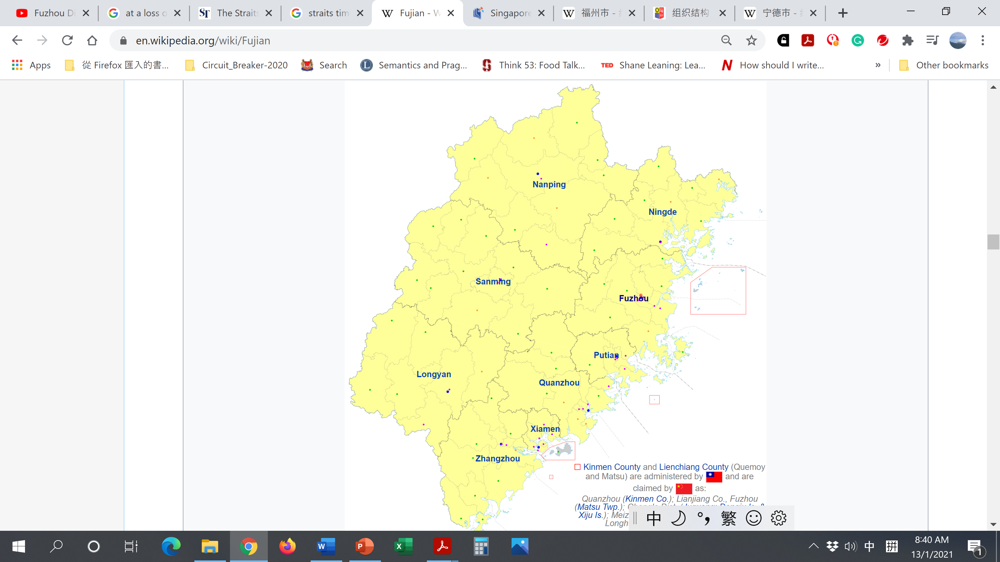 Fuzhou Di
at a loss o
The Straits
straits tim
Fujian - W
Singapore
福州市 -
组织结构
宁德市 -
en.wikipedia.org/wiki/Fujian
Apps
從 Firefox 匯入的書...
Circuit_Breaker-2020
Search
Semantics and Prag...
Think 53: Food Talk...
TED Shane Leaning: Lea...
How should I write...
»
Other bookmarks
Nanping
Ningde
Sanming
Fuzhou
Putian
Longyan
Quanzhou
Xiamen
Zhangzhou
Kinmen County and Lienchiang County (Quemoy
and Matsu) are administered by and are
claimed by as:
Quanzhou (Kinmen Co.); Lianjiang Co., Fuzhou
(Matsu Twp.);
Xiju Is.); Meiz
Longh
中 繁
中 拼
8:40 AM
13/1/2021
1